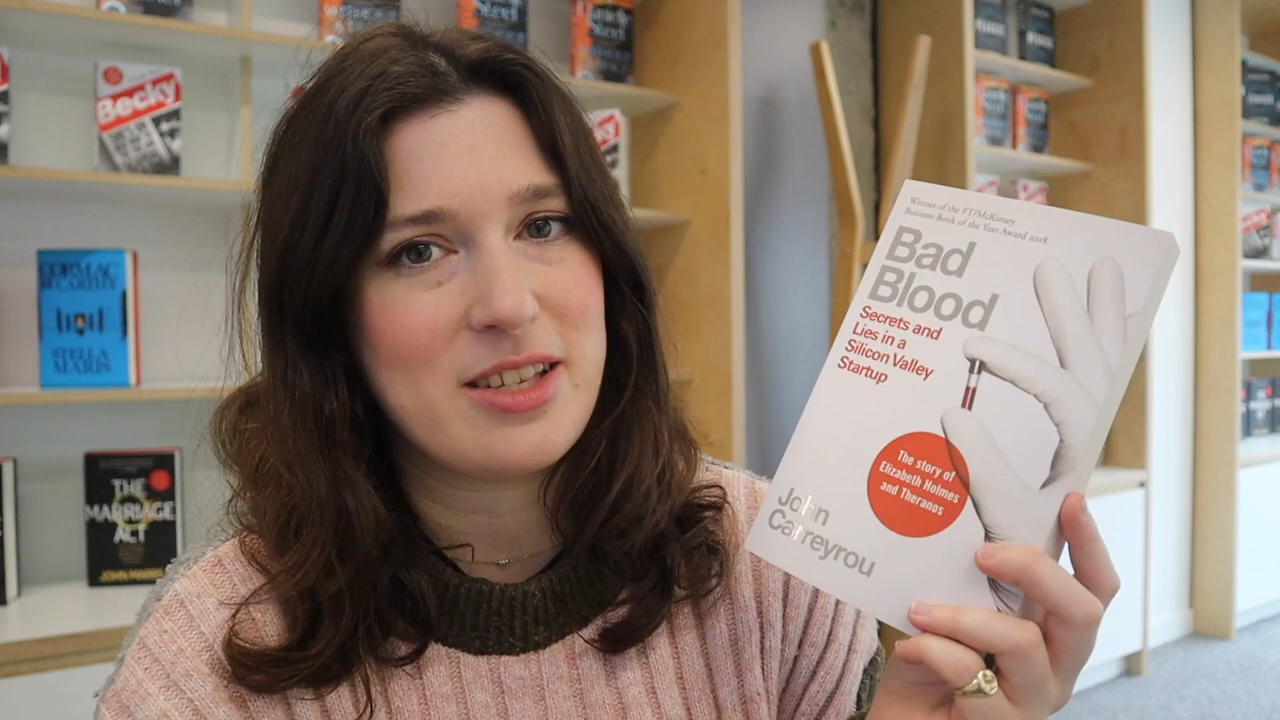 Becky
CORMAC
McCARTHY
STELLA
MARIS
THE
MARRIAGE
ACT
JOHN MARRS
Winner of the FT/McKinsey
Business Book of the Year Award 2018
Bad
Blood
Secrets and
Lies in a
Silicon Valley
Startup
The story of
Elizabeth Holmes
and Theranos
John
Carreyrou